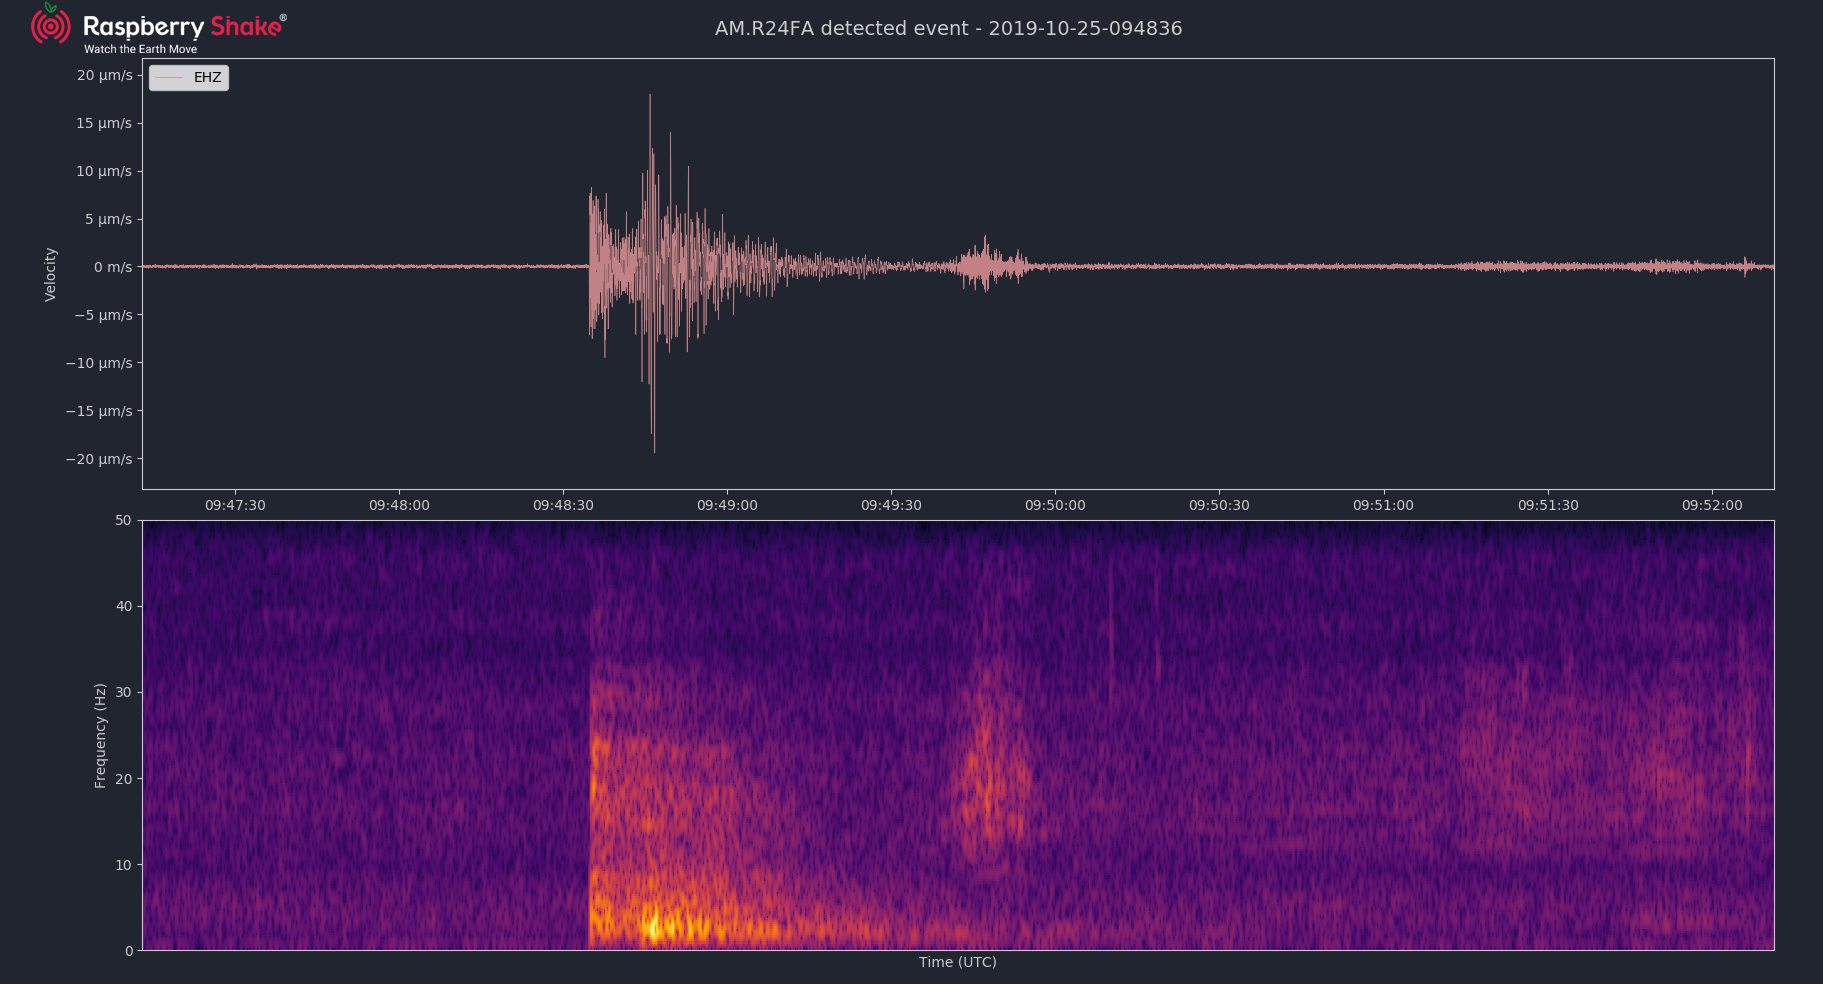 Raspberry Shake®
Watch the Earth Move
AM.R24FA detected event - 2019-10-25-094836
EHZ
20 µm/s
15 µm/s
10 µm/s
5 µm/s
0 m/s
−5 µm/s
−10 µm/s
−15 µm/s
−20 µm/s
Velocity
09:47:30 09:48:00 09:48:30 09:49:00 09:49:30 09:50:00 09:50:30 09:51:00 09:51:30 09:52:00
50
40
30
20
10
0
Frequency (Hz)
Time (UTC)